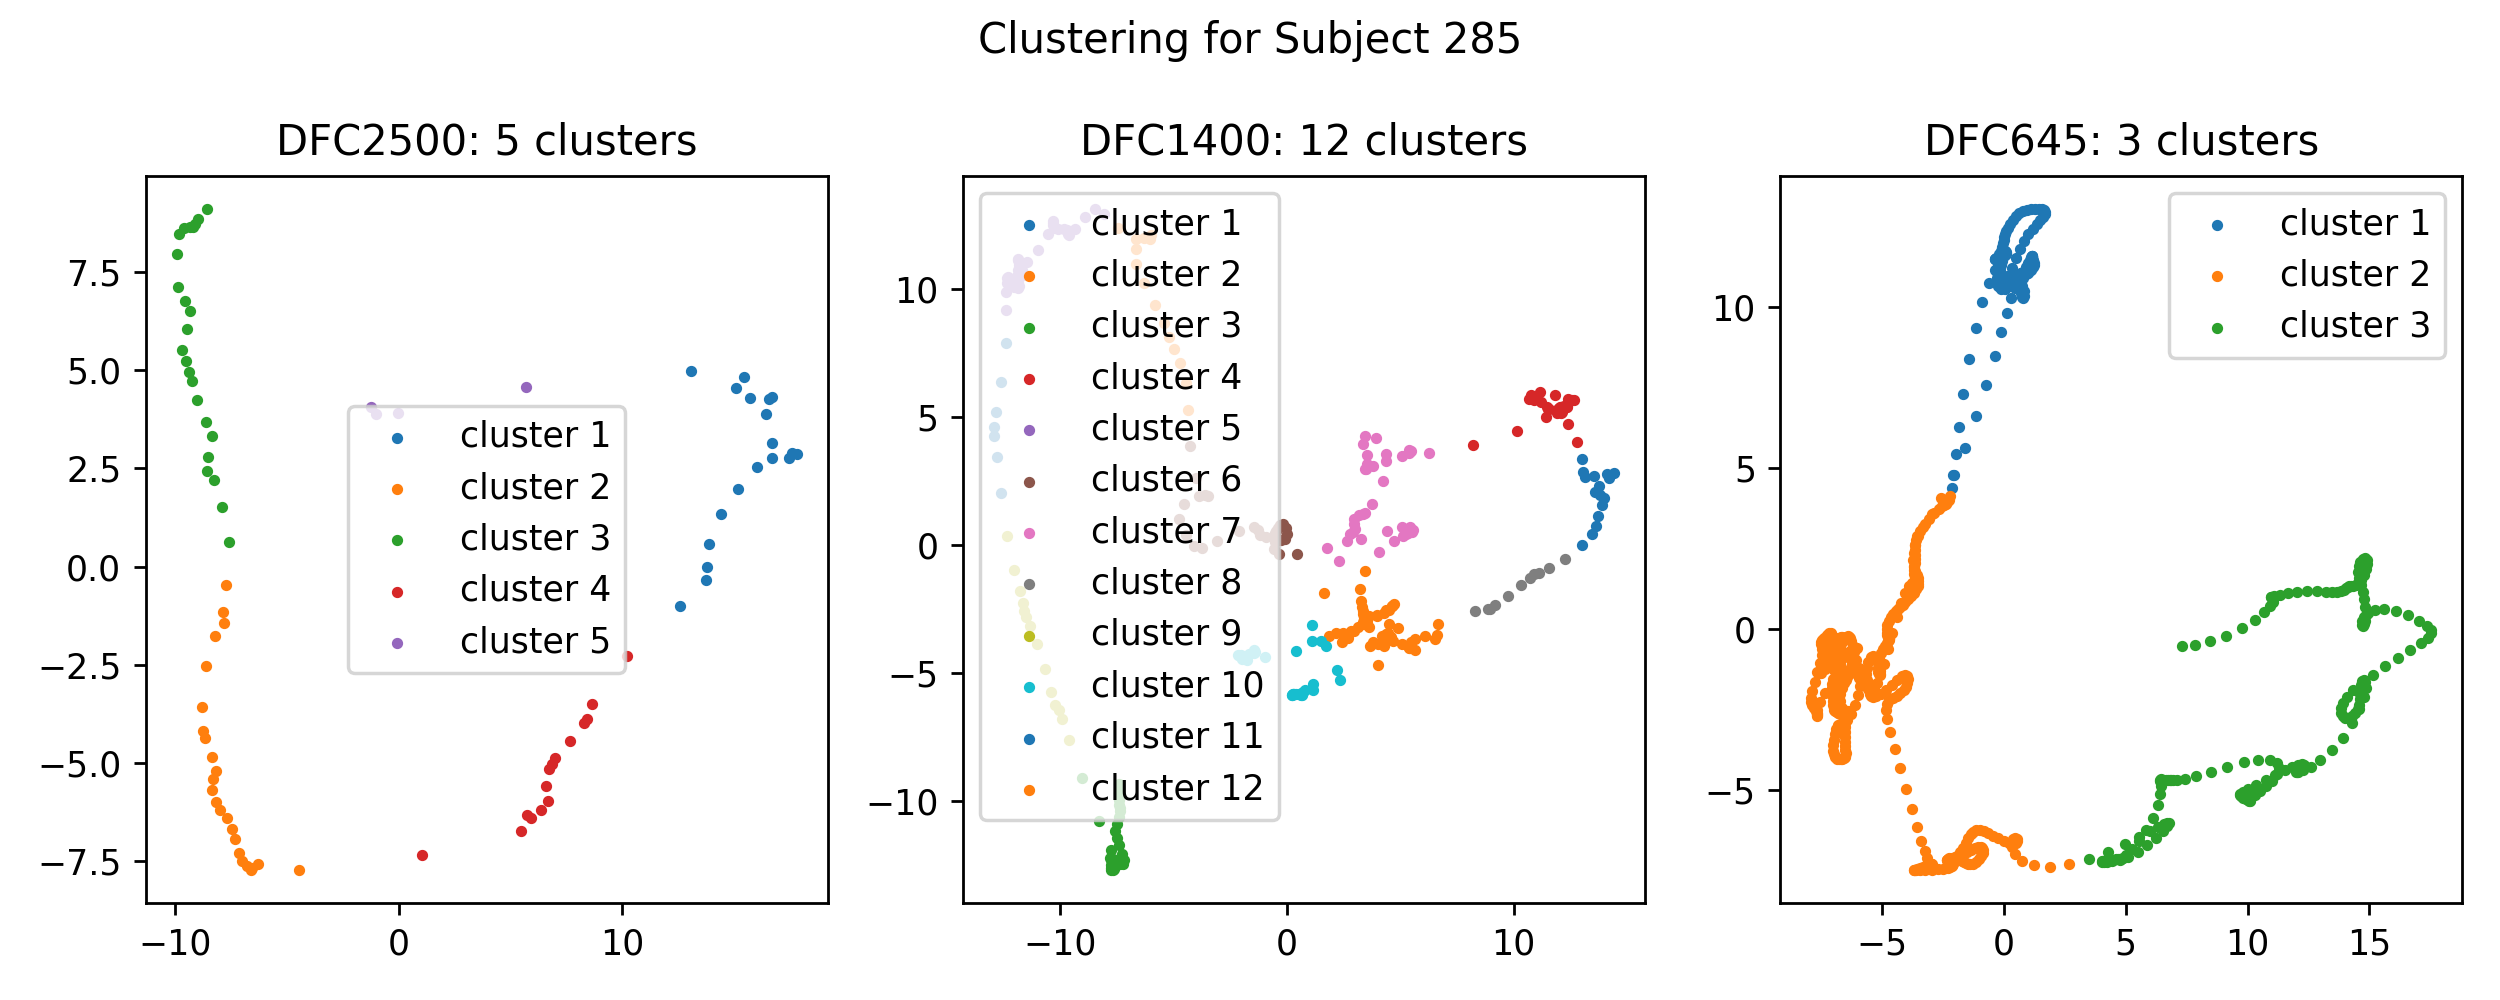 Clustering for Subject 285
DFC2500: 5 clusters
7.5
5.0
2.5
0.0
−2.5
−5.0
−7.5
−10
0
10
cluster 1
cluster 2
cluster 3
cluster 4
cluster 5
DFC1400: 12 clusters
10
5
0
−5
−10
−10
0
10
cluster 1
cluster 2
cluster 3
cluster 4
cluster 5
cluster 6
cluster 7
cluster 8
cluster 9
cluster 10
cluster 11
cluster 12
DFC645: 3 clusters
10
5
0
−5
−5
0
5
10
15
cluster 1
cluster 2
cluster 3